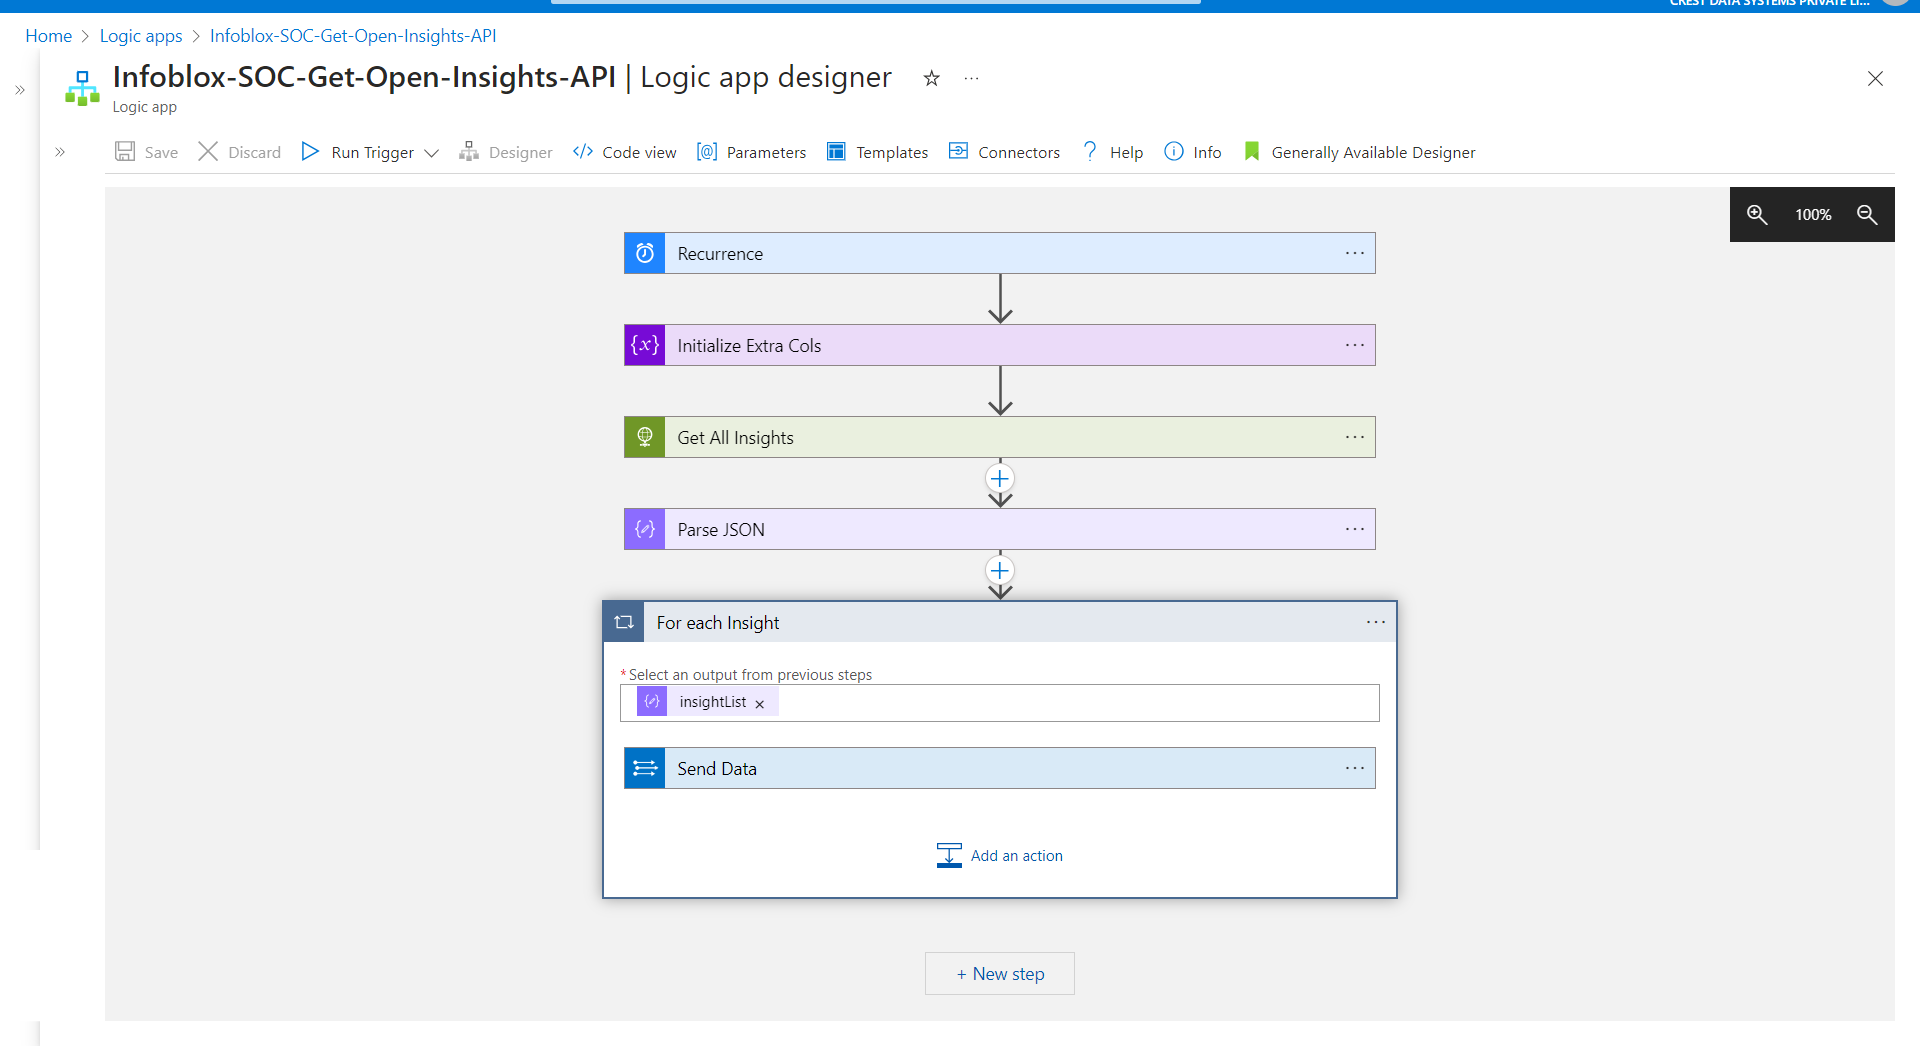 CREST DATA SYSTEMS PRIVATE LI...
Home > Logic apps > Infoblox-SOC-Get-Open-Insights-API
Infoblox-SOC-Get-Open-Insights-API | Logic app designer
Logic app
Save Discard Run Trigger Designer Code view Parameters Templates Connectors Help Info Generally Available Designer
100%
Recurrence
Initialize Extra Cols
Get All Insights
Parse JSON
For each Insight
*Select an output from previous steps
insightList ×
Send Data
Add an action
+ New step